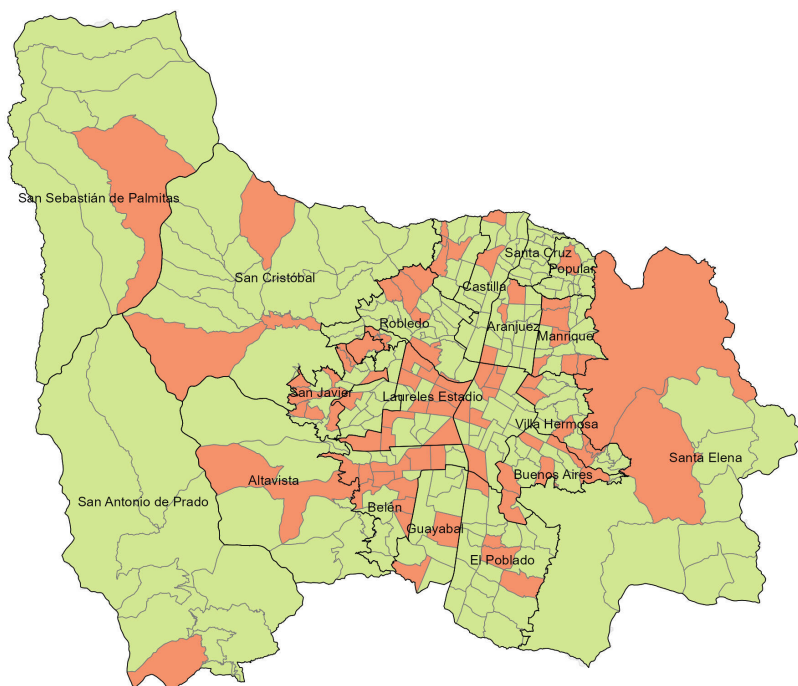 San Sebastián de Palmitas
San Cristóbal
Santa Cruz
Popular
Castilla
Robledo
Aranjuez
Manrique
San Javier
Laureles Estadio
Villa Hermosa
Santa Elena
Buenos Aires
Altavista
San Antonio de Prado
Belén
Guayabal
El Poblado